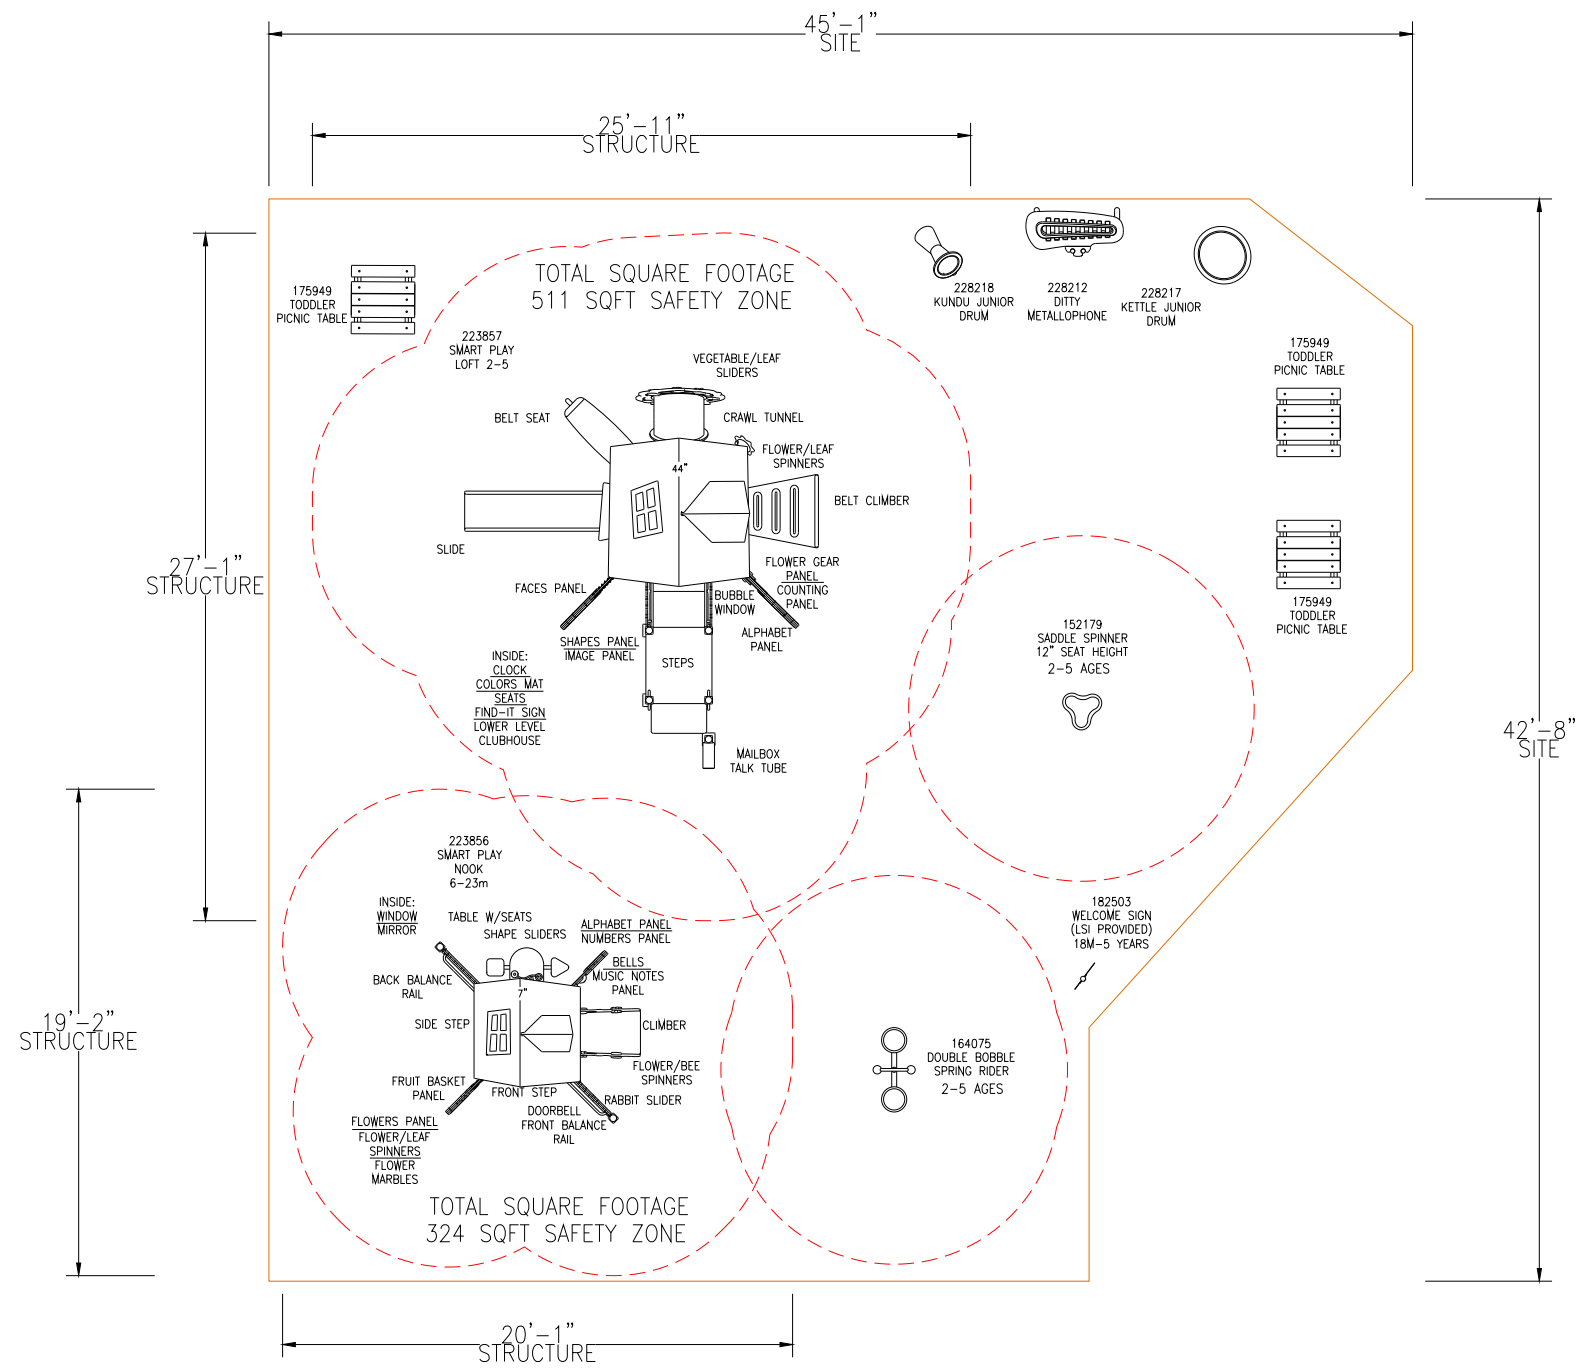 45'-1"
SITE
25'-11"
STRUCTURE
TOTAL SQUARE FOOTAGE
511 SQFT SAFETY ZONE
175949
TODDLER
PICNIC TABLE
223857
SMART PLAY
LOFT 2-5
228218
KUNDU JUNIOR
DRUM
228212
DITTY
METALLOPHONE
228217
KETTLE JUNIOR
DRUM
175949
TODDLER
PICNIC TABLE
VEGETABLE/LEAF
SLIDERS
BELT SEAT
CRAWL TUNNEL
FLOWER/LEAF
SPINNERS
44"
BELT CLIMBER
SLIDE
27'-1"
STRUCTURE
FACES PANEL
FLOWER GEAR
PANEL
COUNTING
PANEL
BUBBLE
WINDOW
ALPHABET
PANEL
SHAPES PANEL
IMAGE PANEL
STEPS
INSIDE:
CLOCK
COLORS MAT
SEATS
FIND-IT SIGN
LOWER LEVEL
CLUBHOUSE
MAILBOX
TALK TUBE
175949
TODDLER
PICNIC TABLE
152179
SADDLE SPINNER
12" SEAT HEIGHT
2-5 AGES
42'-8"
SITE
223856
SMART PLAY
NOOK
6-23m
INSIDE:
WINDOW
MIRROR
TABLE W/SEATS
SHAPE SLIDERS
ALPHABET PANEL
NUMBERS PANEL
BELLS
MUSIC NOTES
PANEL
BACK BALANCE
RAIL
7"
SIDE STEP
CLIMBER
FLOWER/BEE
SPINNERS
FRUIT BASKET
PANEL
FRONT STEP
RABBIT SLIDER
DOORBELL
FRONT BALANCE
RAIL
FLOWERS PANEL
FLOWER/LEAF
SPINNERS
FLOWER
MARBLES
182503
WELCOME SIGN
(LSI PROVIDED)
18M-5 YEARS
164075
DOUBLE BOBBLE
SPRING RIDER
2-5 AGES
19'-2"
STRUCTURE
TOTAL SQUARE FOOTAGE
324 SQFT SAFETY ZONE
20'-1"
STRUCTURE